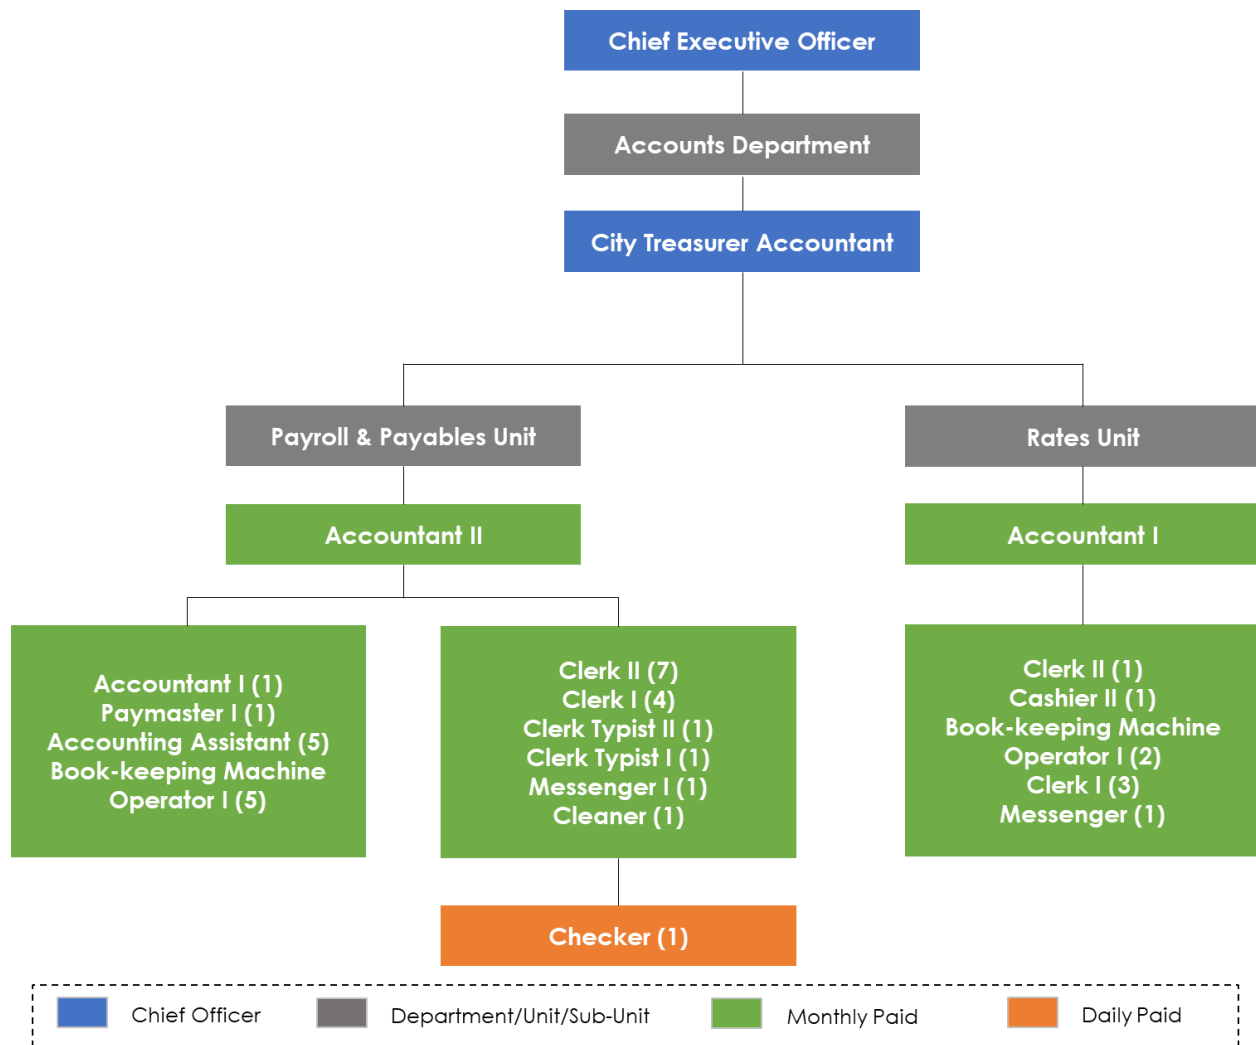 Chief Executive Officer
Accounts Department
City Treasurer Accountant
Payroll & Payables Unit
Rates Unit
Accountant II
Accountant I
Accountant I (1)
Paymaster I (1)
Accounting Assistant (5)
Book-keeping Machine
Operator I (5)
Clerk II (7)
Clerk I (4)
Clerk Typist II (1)
Clerk Typist I (1)
Messenger I (1)
Cleaner (1)
Clerk II (1)
Cashier II (1)
Book-keeping Machine
Operator I (2)
Clerk I (3)
Messenger (1)
Checker (1)
Chief Officer
Department/Unit/Sub-Unit
Monthly Paid
Daily Paid